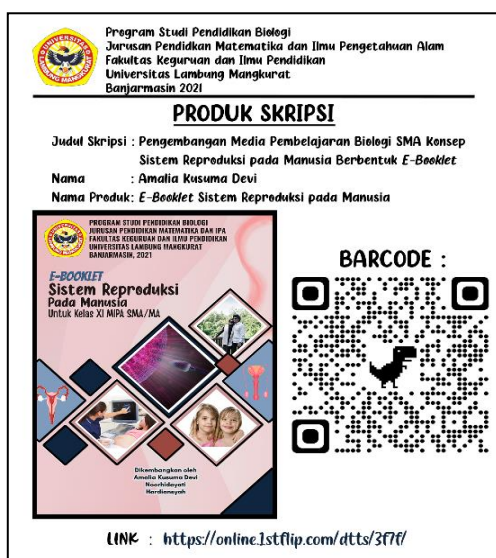 Program Studi Pendidikan Biologi
Jurusan Pendidkan Matematika dan Ilmu Pengetahuan Alam
Fakultas Keguruan dan Ilmu Pendidikan
Universitas Lambung Mangkurat
Banjarmasin 2021
PRODUK SKRIPSI
Judul Skripsi : Pengembangan Media Pembelajaran Biologi SMA Konsep
Sistem Reproduksi pada Manusia Berbentuk E-Booklet
Nama : Amalia Kusuma Devi
Nama Produk: E-Booklet Sistem Reproduksi pada Manusia
PROGRAM STUDI PENDIDIKAN BIOLOGI
JURUSAN PENDIDIKAN MATEMATIKA DAN IPA
FAKULTAS KEGURUAN DAN ILMU PENDIDIKAN
UNIVERSITAS LAMBUNG MANGKURAT
BANJARMASIN, 2021
E-BOOKLET
Sistem Reproduksi
Pada Manusia
Untuk Kelas XI MIPA SMA/MA
Dikembangkan oleh
Amalia Kusuma Devi
Noorhidayati
Hardiansyah
BARCODE :
LINK : https://online.1stflip.com/dtts/3f7f/